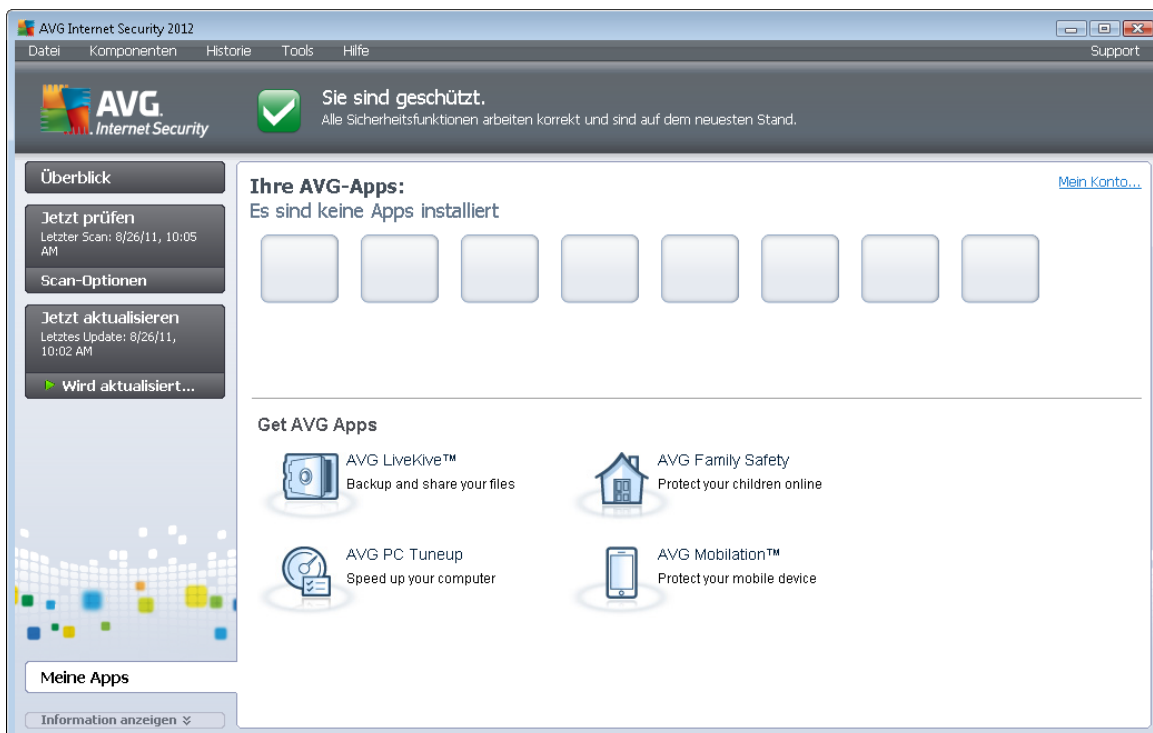 AVG Internet Security 2012
Datei Komponenten Historie Tools Hilfe Support
AVG.
Internet Security
Sie sind geschützt.
Alle Sicherheitsfunktionen arbeiten korrekt und sind auf dem neuesten Stand.
Überblick
Jetzt prüfen
Letzter Scan: 8/26/11, 10:05
AM
Scan-Optionen
Jetzt aktualisieren
Letztes Update: 8/26/11,
10:02 AM
Wird aktualisiert...
Meine Apps
Information anzeigen
Ihre AVG-Apps:
Mein Konto...
Es sind keine Apps installiert
Get AVG Apps
AVG LiveKive™
Backup and share your files
AVG Family Safety
Protect your children online
AVG PC Tuneup
Speed up your computer
AVG Mobilation™
Protect your mobile device